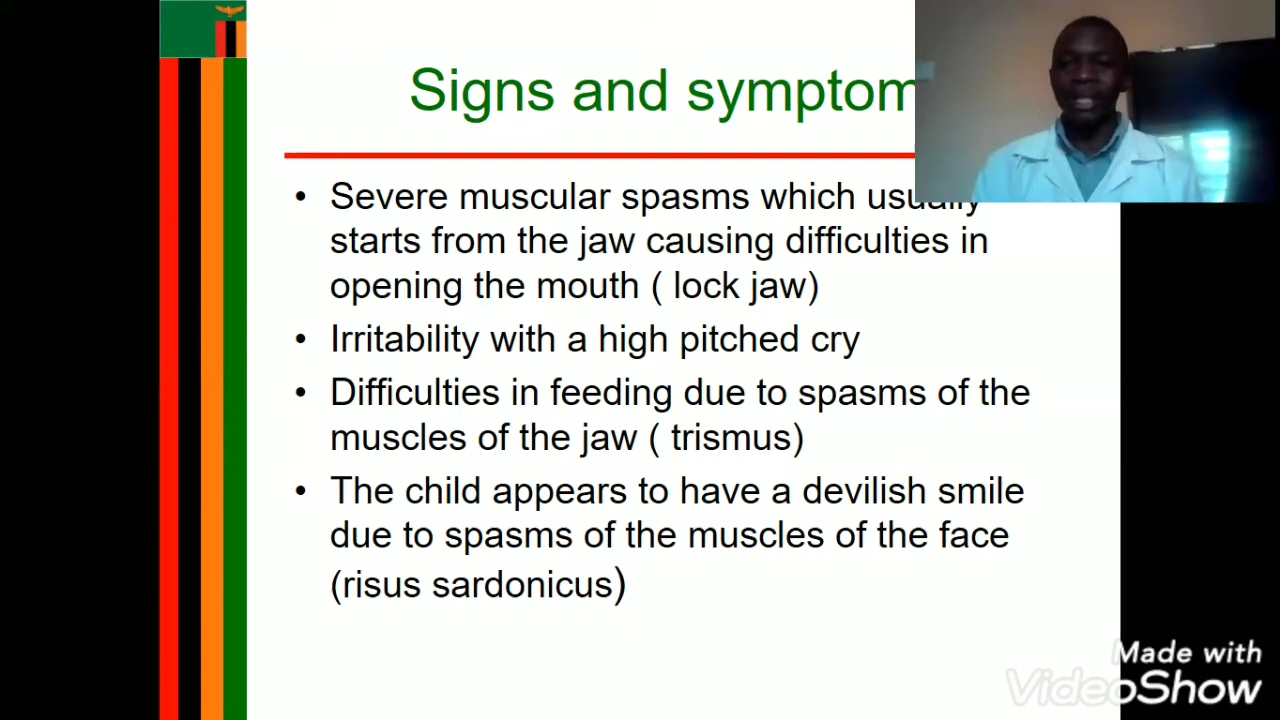 Signs and symptom
• Severe muscular spasms which usually
starts from the jaw causing difficulties in
opening the mouth ( lock jaw)
• Irritability with a high pitched cry
• Difficulties in feeding due to spasms of the
muscles of the jaw ( trismus)
• The child appears to have a devilish smile
due to spasms of the muscles of the face
(risus sardonicus)
Made with
VideoShow